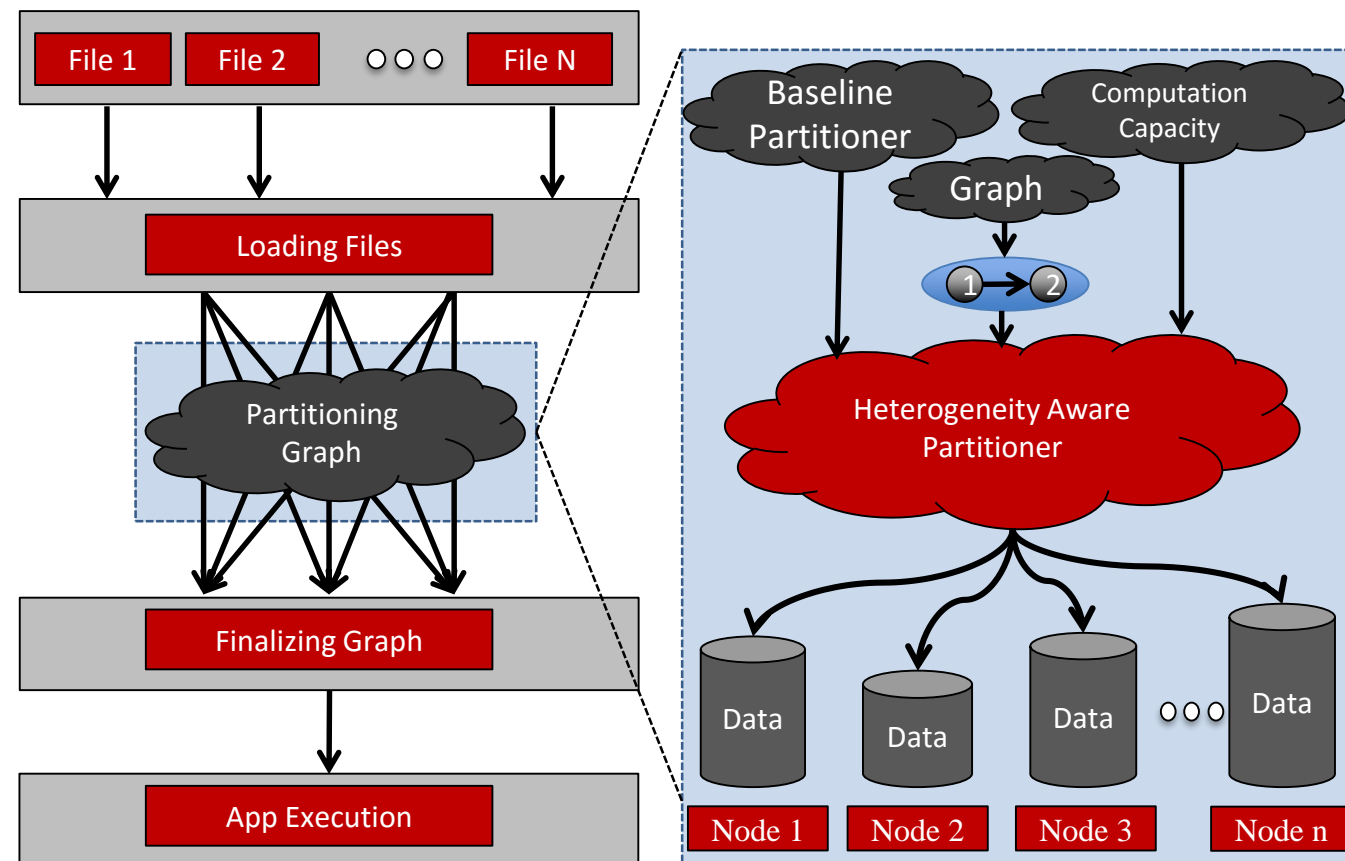 File 1
File 2
File N
Loading Files
Partitioning
Graph
Finalizing Graph
App Execution
Baseline
Partitioner
Computation
Capacity
Graph
1
2
Heterogeneity Aware
Partitioner
Data
Data
Data
Data
Node 1
Node 2
Node 3
Node n